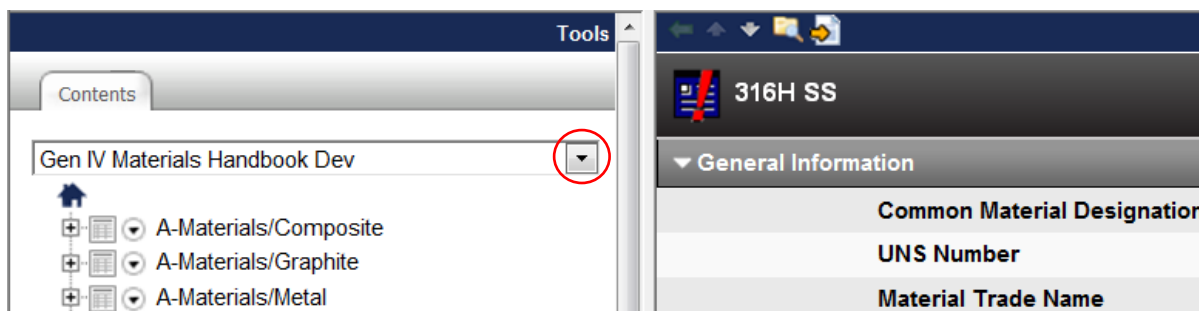 Tools
Contents
Gen IV Materials Handbook Dev
A-Materials/Composite
A-Materials/Graphite
A-Materials/Metal
316H SS
General Information
Common Material Designation
UNS Number
Material Trade Name